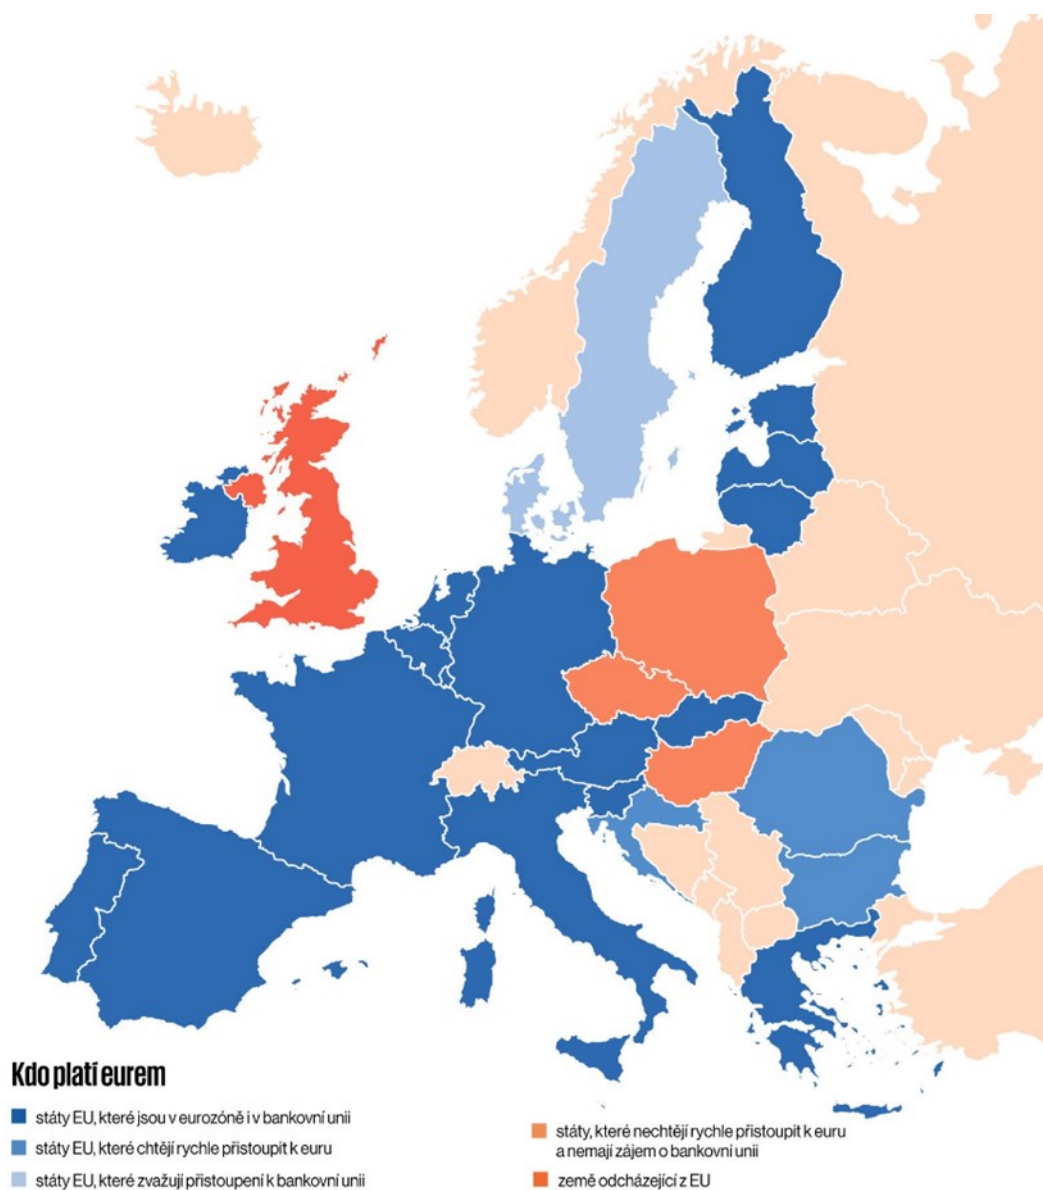 Kdo platí eurem
státy EU, které jsou v eurozóně i v bankovní unii
státy EU, které chtějí rychle přistoupit k euru
státy EU, které zvažují přistoupení k bankovní unii
státy, které nechtějí rychle přistoupit k euru
a nemají zájem o bankovní unii
země odcházející z EU